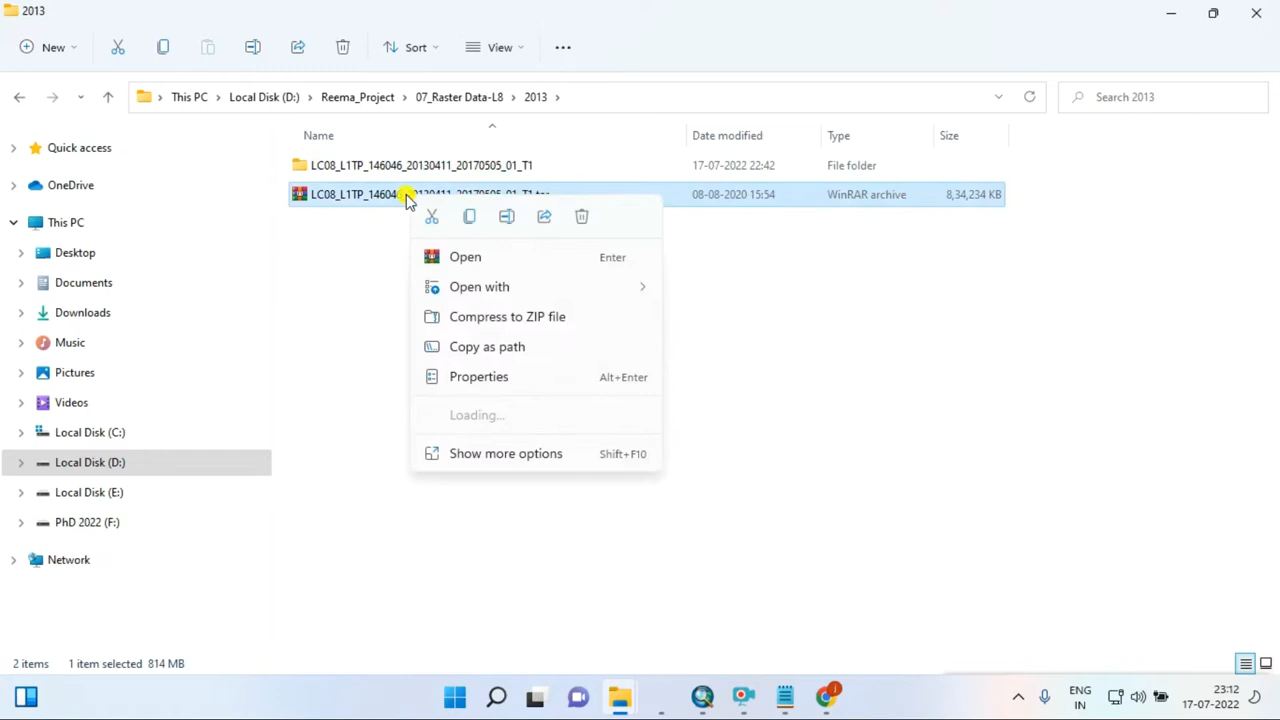 2013
New
Sort
View
This PC > Local Disk (D:) > Reema_Project > 07_Raster Data-L8 > 2013 >
Search 2013
Name Date modified Type Size
LC08_L1TP_146046_20130411_20170505_01_T1 17-07-2022 22:42 File folder
08-08-2020 15:54 WinRAR archive 8,34,234 KB
Quick access
OneDrive
This PC
Desktop
Documents
Downloads
Music
Pictures
Videos
Local Disk (C:)
Local Disk (D:)
Local Disk (E:)
PhD 2022 (F:)
Network
Open Enter
Open with
Compress to ZIP file
Copy as path
Properties Alt+Enter
Loading...
Show more options Shift+F10
2 items 1 item selected 814 MB
ENG
IN
23:12
17-07-2022